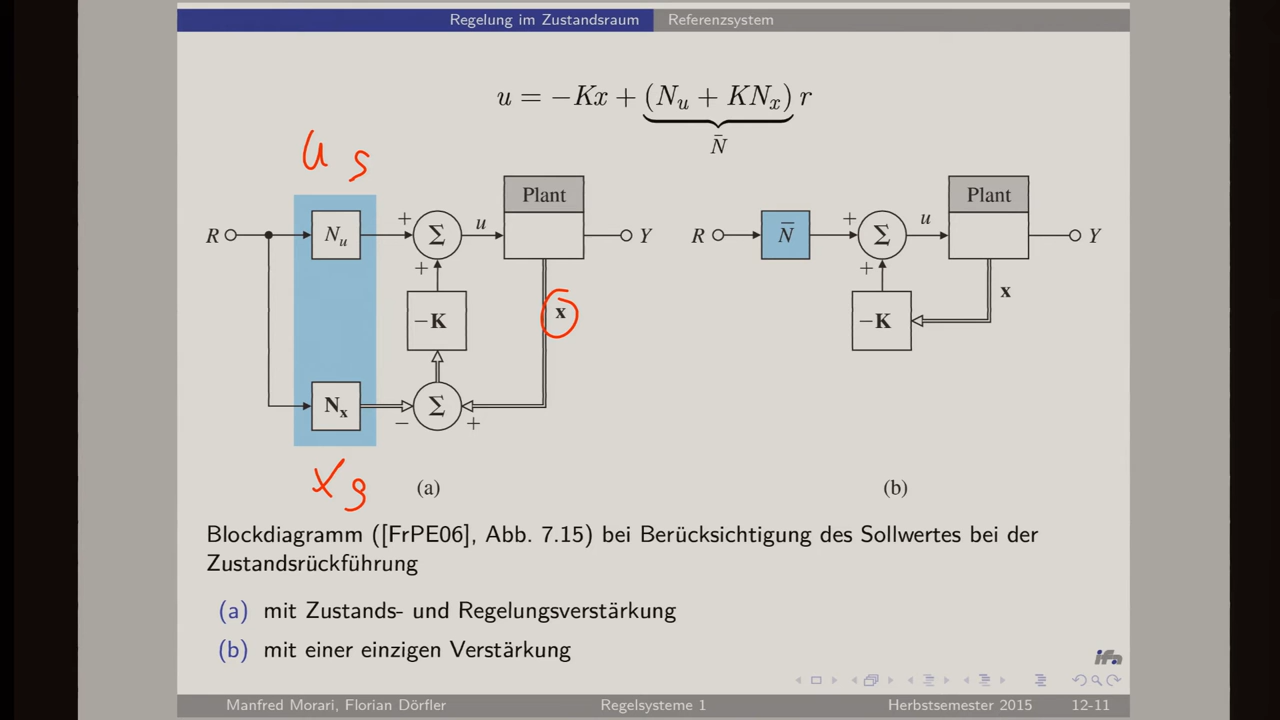 Regelung im Zustandsraum Referenzsystem
u = −Kx + (N_u + KN_x) r
N̄
u s
Plant Plant
R N_u + Σ u Y R N̄ + Σ u Y
+ +
−K x −K x
N_x − Σ +
x s
(a) (b)
Blockdiagramm ([FrPE06], Abb. 7.15) bei Berücksichtigung des Sollwertes bei der
Zustandsrückführung
(a) mit Zustands- und Regelungsverstärkung
(b) mit einer einzigen Verstärkung
ifa
Manfred Morari, Florian Dörfler Regelsysteme 1 Herbstsemester 2015 12-11